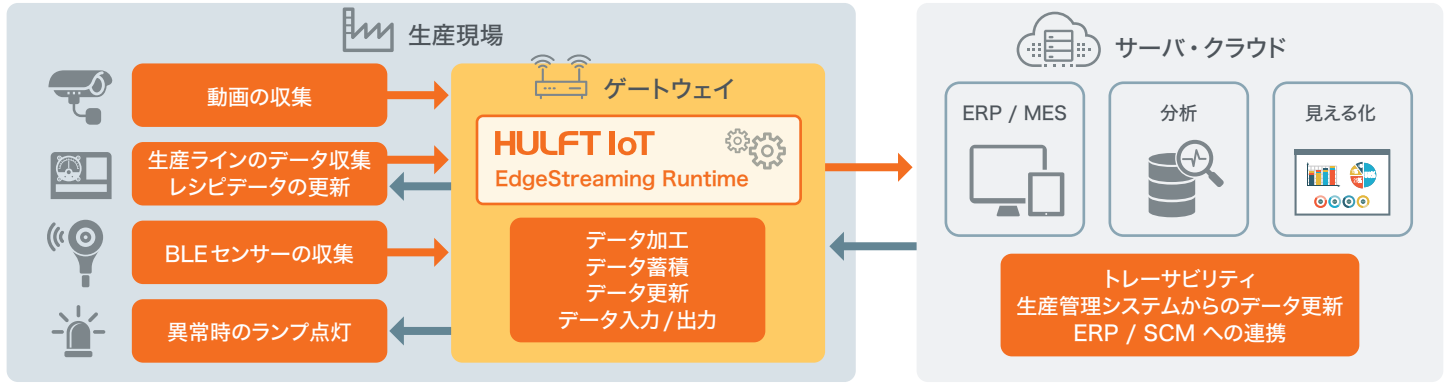 生産現場
動画の収集
生産ラインのデータ収集
レシピデータの更新
BLEセンサーの収集
異常時のランプ点灯
ゲートウェイ
HULFT IoT
EdgeStreaming Runtime
データ加工
データ蓄積
データ更新
データ入力/出力
サーバ・クラウド
ERP / MES
分析
見える化
トレーサビリティ
生産管理システムからのデータ更新
ERP / SCM への連携